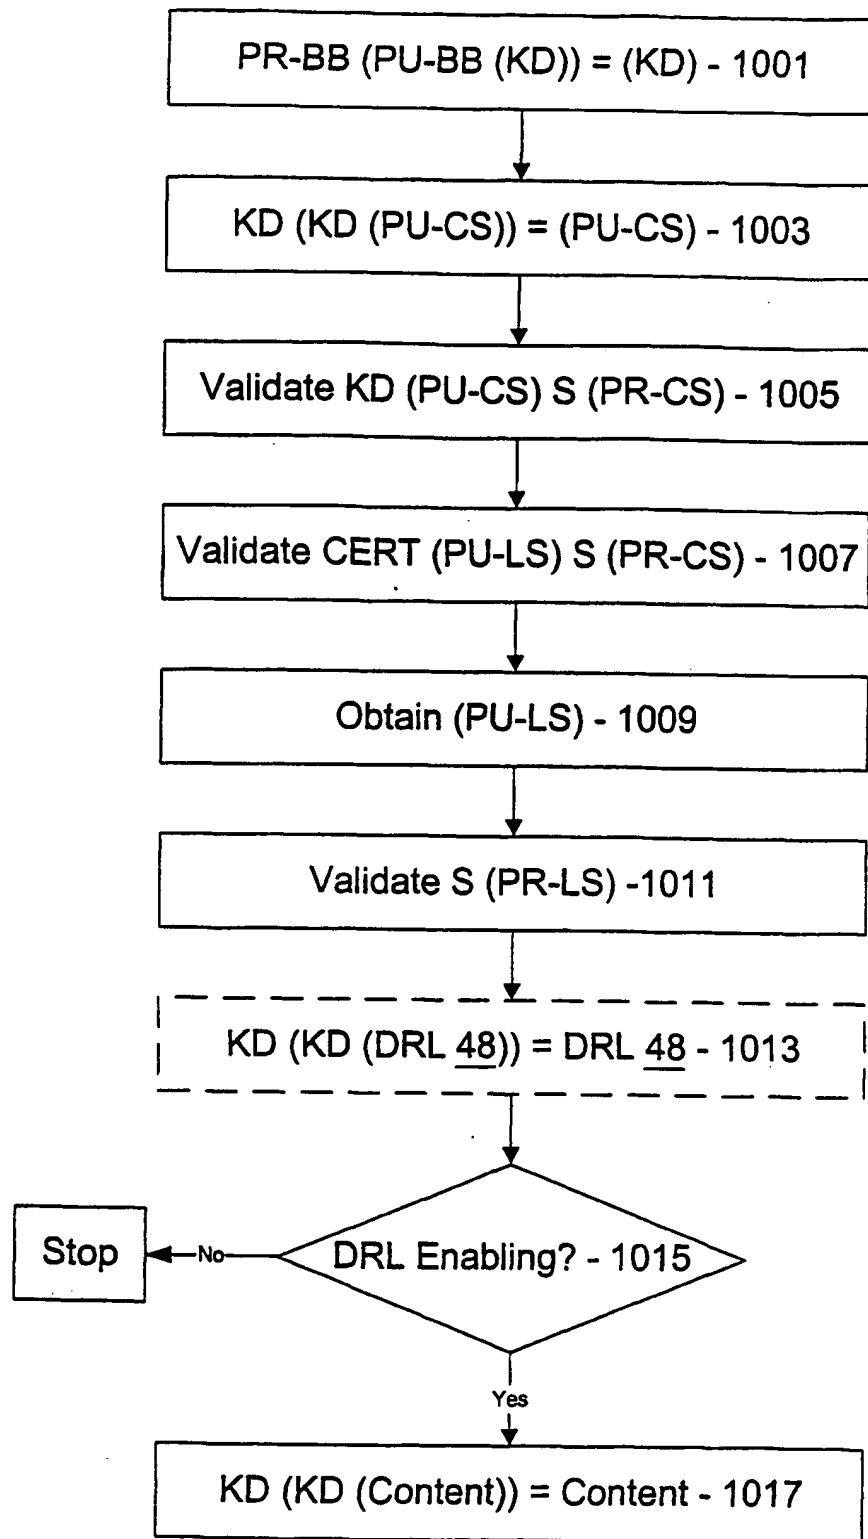 PR-BB (PU-BB (KD)) = (KD) - 1001
KD (KD (PU-CS)) = (PU-CS) - 1003
Validate KD (PU-CS) S (PR-CS) - 1005
Validate CERT (PU-LS) S (PR-CS) - 1007
Obtain (PU-LS) - 1009
Validate S (PR-LS) -1011
KD (KD (DRL 48)) = DRL 48 - 1013
DRL Enabling? - 1015
No
Stop
Yes
KD (KD (Content)) = Content - 1017